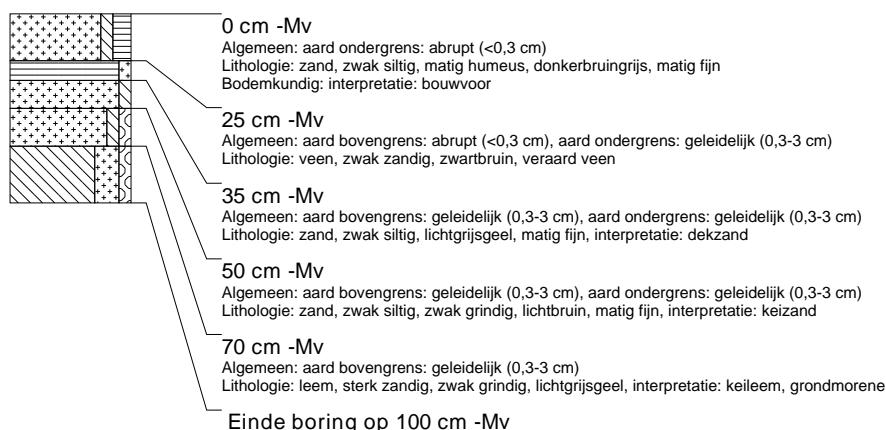 0 cm -Mv
Algemeen: aard ondergrens: abrupt (<0,3 cm)
Lithologie: zand, zwak siltig, matig humeus, donkerbruingrijs, matig fijn
Bodemkundig: interpretatie: bouwvoor
25 cm -Mv
Algemeen: aard bovengrens: abrupt (<0,3 cm), aard ondergrens: geleidelijk (0,3-3 cm)
Lithologie: veen, zwak zandig, zwartbruin, veraard veen
35 cm -Mv
Algemeen: aard bovengrens: geleidelijk (0,3-3 cm), aard ondergrens: geleidelijk (0,3-3 cm)
Lithologie: zand, zwak siltig, lichtgrijsgeel, matig fijn, interpretatie: dekzand
50 cm -Mv
Algemeen: aard bovengrens: geleidelijk (0,3-3 cm), aard ondergrens: geleidelijk (0,3-3 cm)
Lithologie: zand, zwak siltig, zwak grindig, lichtbruin, matig fijn, interpretatie: keizand
70 cm -Mv
Algemeen: aard bovengrens: geleidelijk (0,3-3 cm)
Lithologie: leem, sterk zandig, zwak grindig, lichtgrijsgeel, interpretatie: keileem, grondmorene
Einde boring op 100 cm -Mv